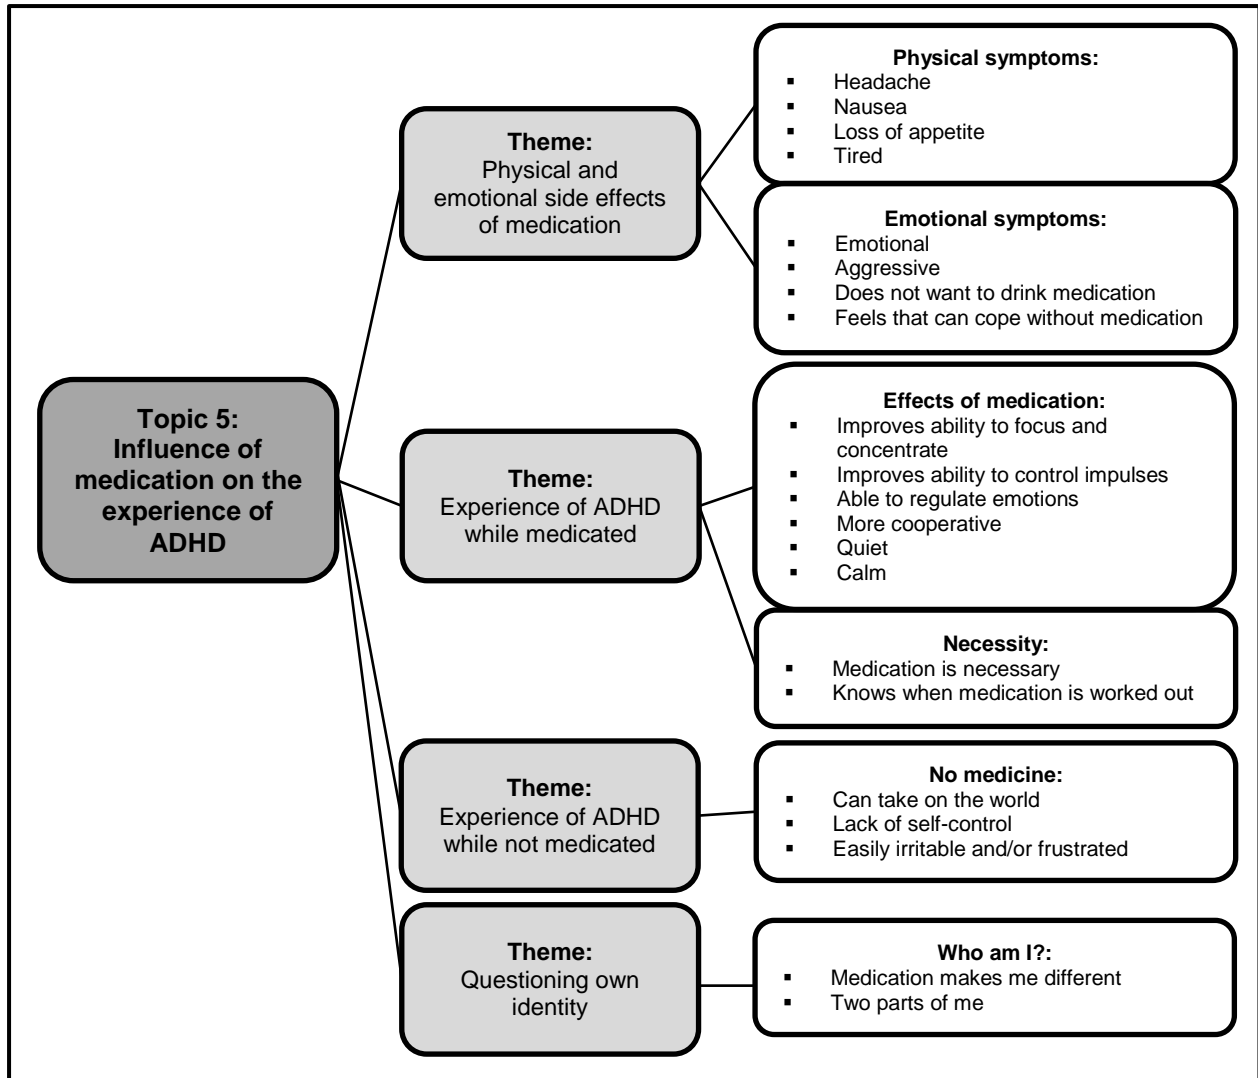 Topic 5:
Influence of
medication on the
experience of
ADHD
Theme:
Physical and
emotional side effects
of medication
Physical symptoms:
▪ Headache
▪ Nausea
▪ Loss of appetite
▪ Tired
Emotional symptoms:
▪ Emotional
▪ Aggressive
▪ Does not want to drink medication
▪ Feels that can cope without medication
Theme:
Experience of ADHD
while medicated
Effects of medication:
▪ Improves ability to focus and
concentrate
▪ Improves ability to control impulses
▪ Able to regulate emotions
▪ More cooperative
▪ Quiet
▪ Calm
Necessity:
▪ Medication is necessary
▪ Knows when medication is worked out
Theme:
Experience of ADHD
while not medicated
No medicine:
▪ Can take on the world
▪ Lack of self-control
▪ Easily irritable and/or frustrated
Theme:
Questioning own
identity
Who am I?:
▪ Medication makes me different
▪ Two parts of me